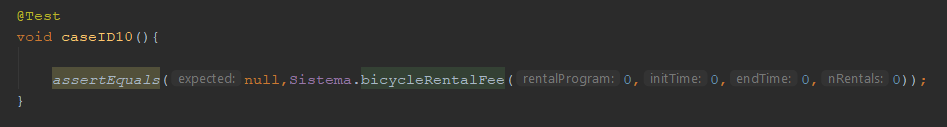 @Test
void caseID10(){
assertEquals( expected: null,Sistema.bicycleRentalFee( rentalProgram: 0, initTime: 0, endTime: 0, nRentals: 0));
}